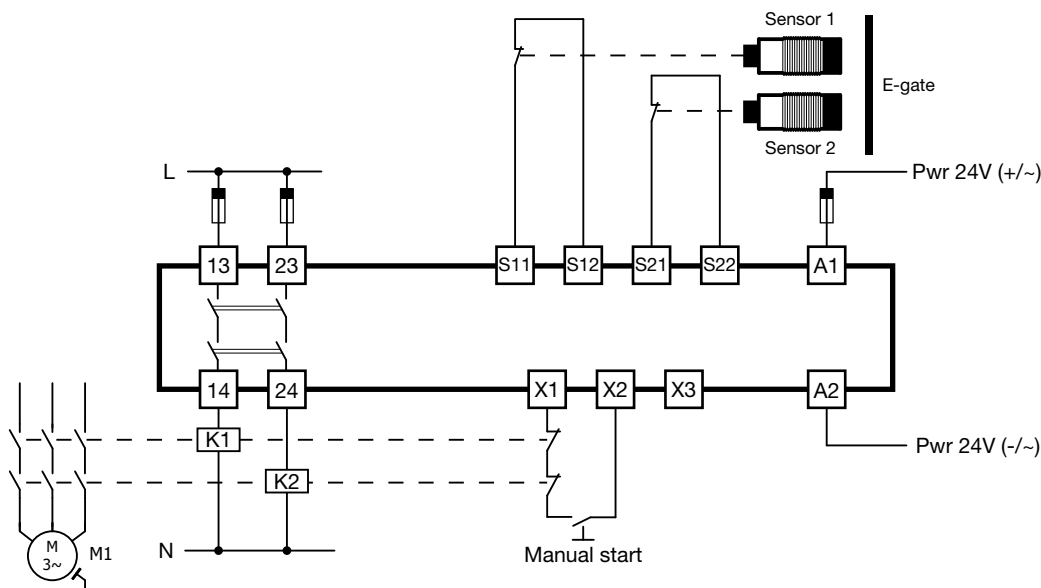 Sensor 1
E-gate
Sensor 2
L
Pwr 24V (+/~)
13
23
S11
S12
S21
S22
A1
14
24
X1
X2
X3
A2
K1
Pwr 24V (-/~)
K2
M
3~
M1
N
Manual start